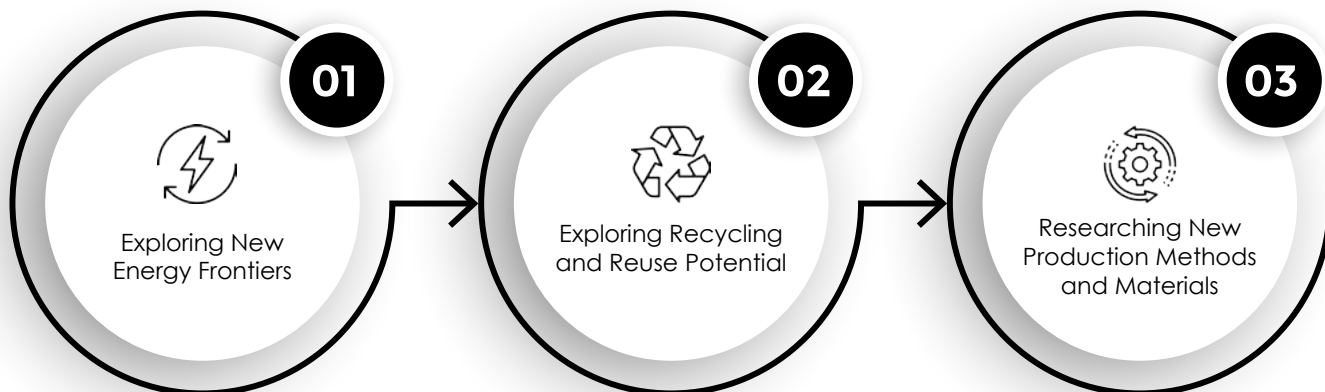 01
Exploring New
Energy Frontiers
02
Exploring Recycling
and Reuse Potential
03
Researching New
Production Methods
and Materials